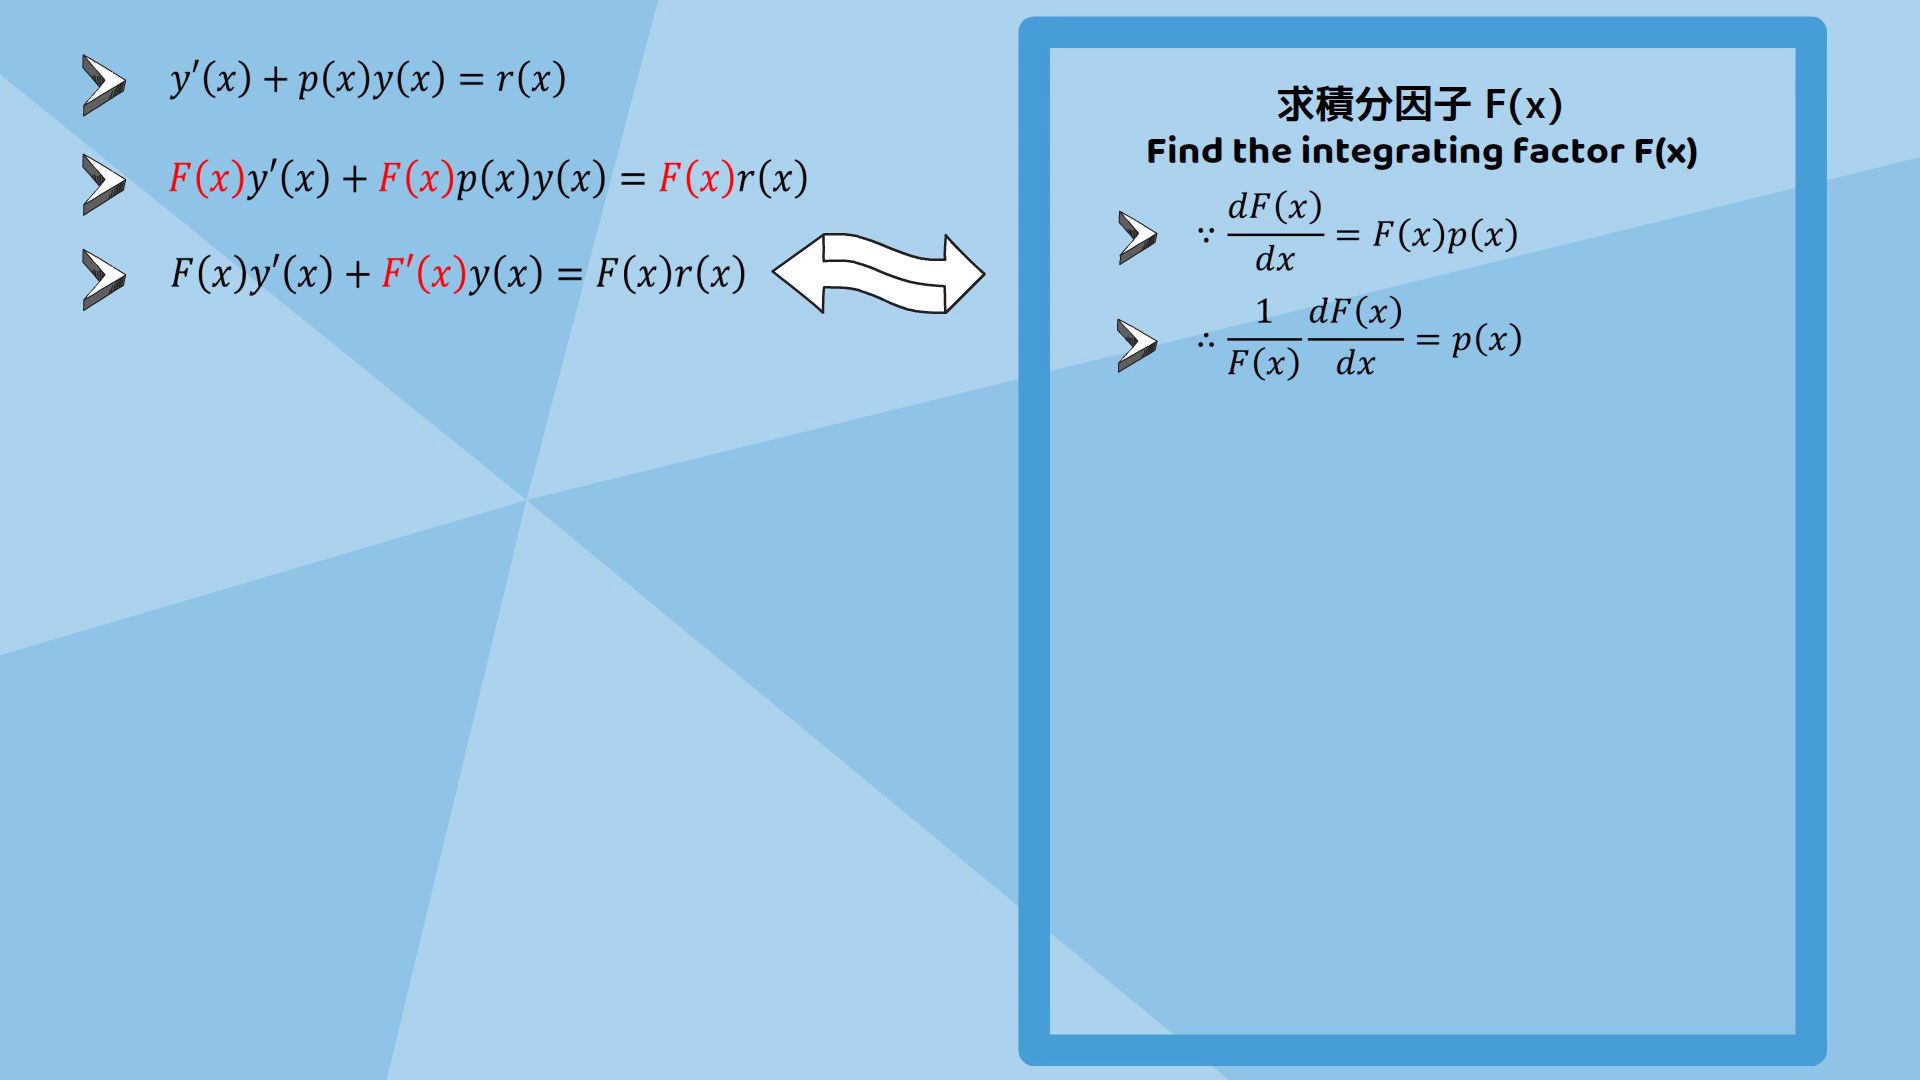 y′(x) + p(x)y(x) = r(x)
F(x)y′(x) + F(x)p(x)y(x) = F(x)r(x)
F(x)y′(x) + F′(x)y(x) = F(x)r(x)
求積分因子 F(x)
Find the integrating factor F(x)
∵ dF(x)/dx = F(x)p(x)
∴ 1/F(x) dF(x)/dx = p(x)